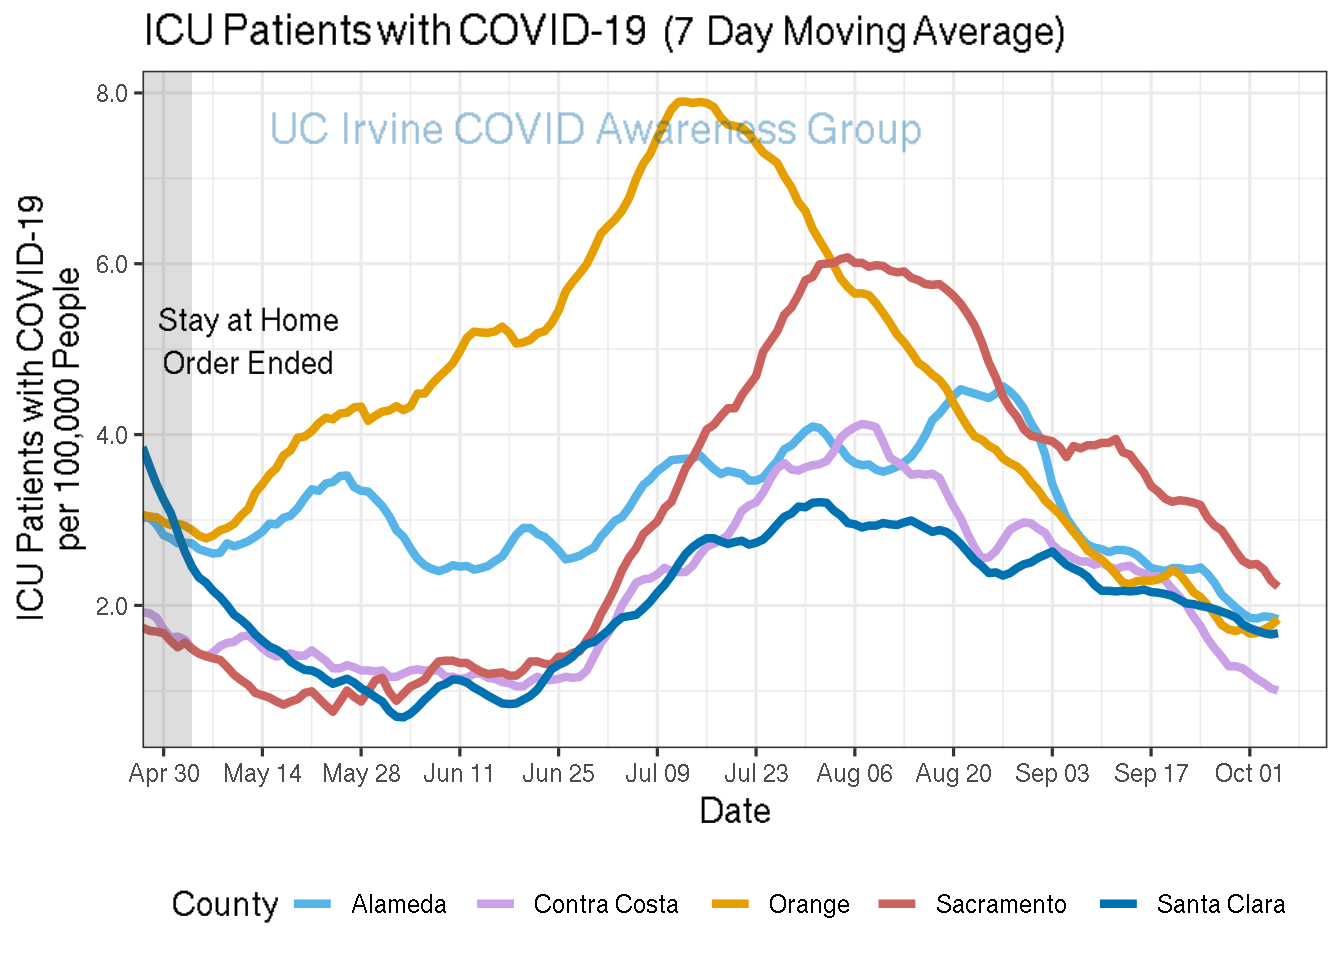 ICU Patients with COVID-19 (7 Day Moving Average)
UC Irvine COVID Awareness Group
ICU Patients with COVID-19
per 100,000 People
8.0
6.0
4.0
2.0
Stay at Home
Order Ended
Apr 30 May 14 May 28 Jun 11 Jun 25 Jul 09 Jul 23 Aug 06 Aug 20 Sep 03 Sep 17 Oct 01
Date
County Alameda Contra Costa Orange Sacramento Santa Clara